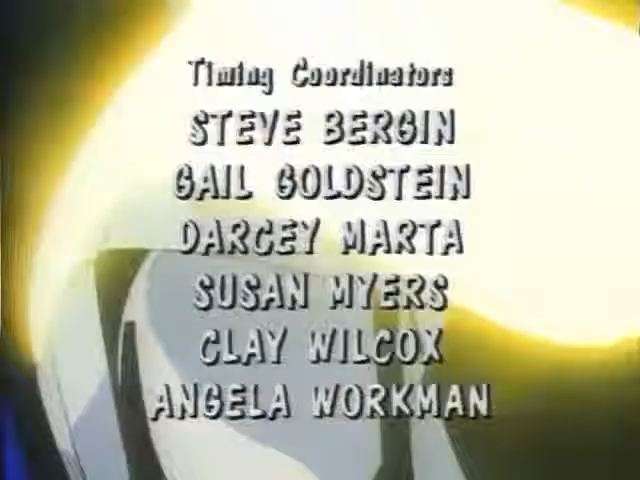 Timing Coordinators
STEVE BERGIN
GAIL GOLDSTEIN
DARCEY MARTA
SUSAN MYERS
CLAY WILCOX
ANGELA WORKMAN